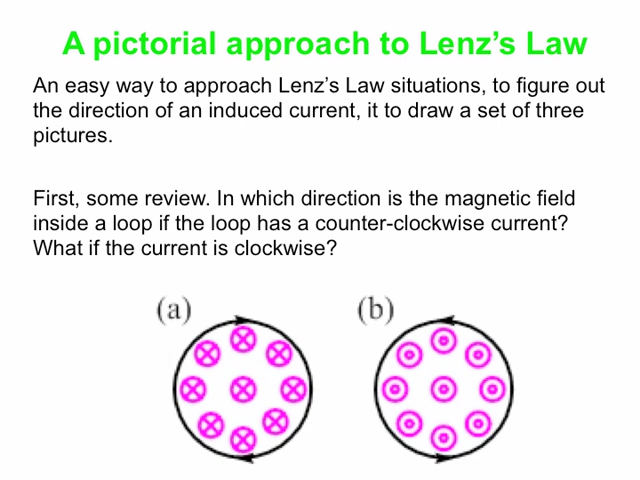 A pictorial approach to Lenz's Law
An easy way to approach Lenz's Law situations, to figure out
the direction of an induced current, it to draw a set of three
pictures.
First, some review. In which direction is the magnetic field
inside a loop if the loop has a counter-clockwise current?
What if the current is clockwise?
(a) (b)